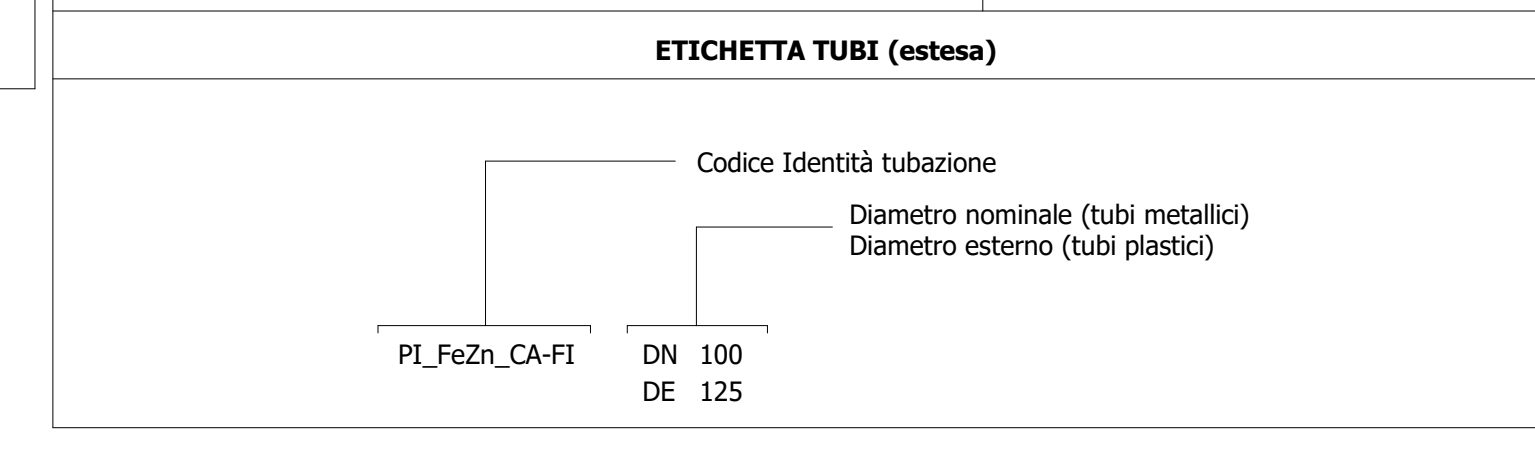 ETICHETTA TUBI (estesa)
Codice Identità tubazione
Diametro nominale (tubi metallici)
Diametro esterno (tubi plastici)
PI_FeZn_CA-FI DN 100
DE 125